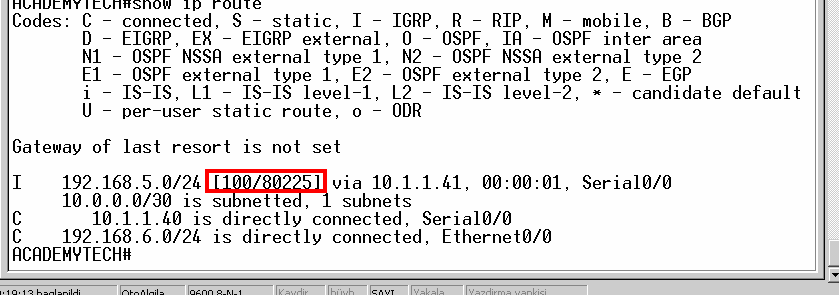 ACADEMYTECH#show ip route
Codes: C - connected, S - static, I - IGRP, R - RIP, M - mobile, B - BGP
D - EIGRP, EX - EIGRP external, O - OSPF, IA - OSPF inter area
N1 - OSPF NSSA external type 1, N2 - OSPF NSSA external type 2
E1 - OSPF external type 1, E2 - OSPF external type 2, E - EGP
i - IS-IS, L1 - IS-IS level-1, L2 - IS-IS level-2, * - candidate default
U - per-user static route, o - ODR
Gateway of last resort is not set
I 192.168.5.0/24 [100/80225] via 10.1.1.41, 00:00:01, Serial0/0
10.0.0.0/30 is subnetted, 1 subnets
C 10.1.1.40 is directly connected, Serial0/0
C 192.168.6.0/24 is directly connected, Ethernet0/0
ACADEMYTECH#
:19:13 bağlanıldı OtoAlgıla 9600 8-N-1 Kaydır büyh SAYI Yakala Yazdırma yankısı